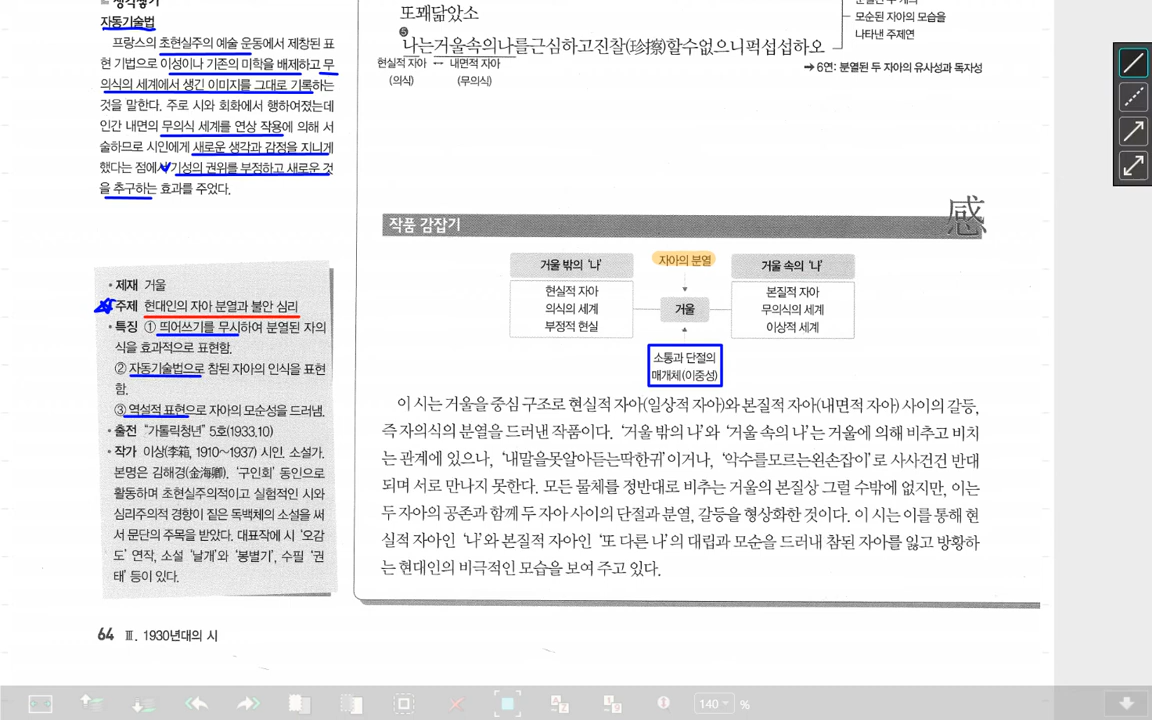 생각쌓기
자동기술법
프랑스의 초현실주의 예술 운동에서 제창된 표
현 기법으로 이성이나 기존의 미학을 배제하고 무
의식의 세계에서 생긴 이미지를 그대로 기록하는
것을 말한다. 주로 시와 회화에서 행하여졌는데
인간 내면의 무의식 세계를 연상 작용에 의해 서
술하므로 시인에게 새로운 생각과 감정을 지니게
했다는 점에서 기성의 권위를 부정하고 새로운 것
을 추구하는 효과를 주었다.
• 제재 거울
주제 현대인의 자아 분열과 불안 심리
• 특징 ① 띄어쓰기를 무시하여 분열된 자의
식을 효과적으로 표현함.
② 자동기술법으로 참된 자아의 인식을 표현
함.
③ 역설적 표현으로 자아의 모순성을 드러냄.
• 출전 “가톨릭청년” 5호(1933.10)
• 작가 이상(李箱, 1910~1937) 시인, 소설가.
본명은 김해경(金海卿). ‘구인회’ 동인으로
활동하며 초현실주의적이고 실험적인 시와
심리주의적 경향이 짙은 독백체의 소설을 써
서 문단의 주목을 받았다. 대표작에 시 ‘오감
도’ 연작, 소설 ‘날개’와 ‘봉별기’, 수필 ‘권
태’ 등이 있다.
64 Ⅲ. 1930년대의 시
또꽤닮았소
❺
나는거울속의나를근심하고진찰(珍擦)할수없으니퍽섭섭하오
현실적 자아 ↔ 내면적 자아
(의식) (무의식)
모순된 자아의 모습을
나타낸 주제연
➔ 6연: 분열된 두 자아의 유사성과 독자성
感
작품 감잡기
거울 밖의 ‘나’ 자아의 분열 거울 속의 ‘나’
현실적 자아
의식의 세계
부정적 현실
거울
본질적 자아
무의식의 세계
이상적 세계
소통과 단절의
매개체(이중성)
이 시는 거울을 중심 구조로 현실적 자아(일상적 자아)와 본질적 자아(내면적 자아) 사이의 갈등,
즉 자의식의 분열을 드러낸 작품이다. ‘거울 밖의 나’와 ‘거울 속의 나’는 거울에 의해 비추고 비치
는 관계에 있으나, ‘내말을못알아듣는딱한귀’이거나, ‘악수를모르는왼손잡이’로 사사건건 반대
되며 서로 만나지 못한다. 모든 물체를 정반대로 비추는 거울의 본질상 그럴 수밖에 없지만, 이는
두 자아의 공존과 함께 두 자아 사이의 단절과 분열, 갈등을 형상화한 것이다. 이 시는 이를 통해 현
실적 자아인 ‘나’와 본질적 자아인 ‘또 다른 나’의 대립과 모순을 드러내 참된 자아를 잃고 방황하
는 현대인의 비극적인 모습을 보여 주고 있다.
140 %